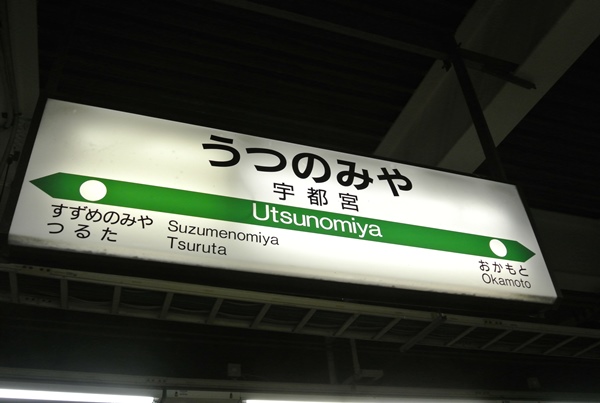 うつのみや
宇都宮
Utsunomiya
すずめのみや Suzumenomiya
つるた Tsuruta
おかもと
Okamoto